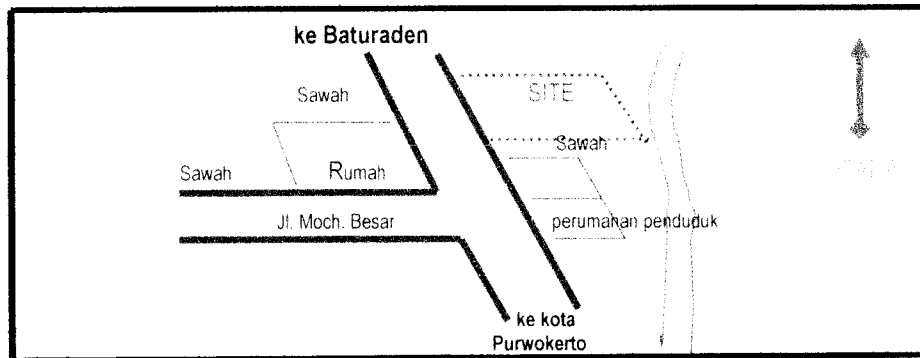 ke Baturaden
Sawah
SITE
Sawah
Sawah
Rumah
Jl. Moch. Besar
perumahan penduduk
ke kota
Purwokerto